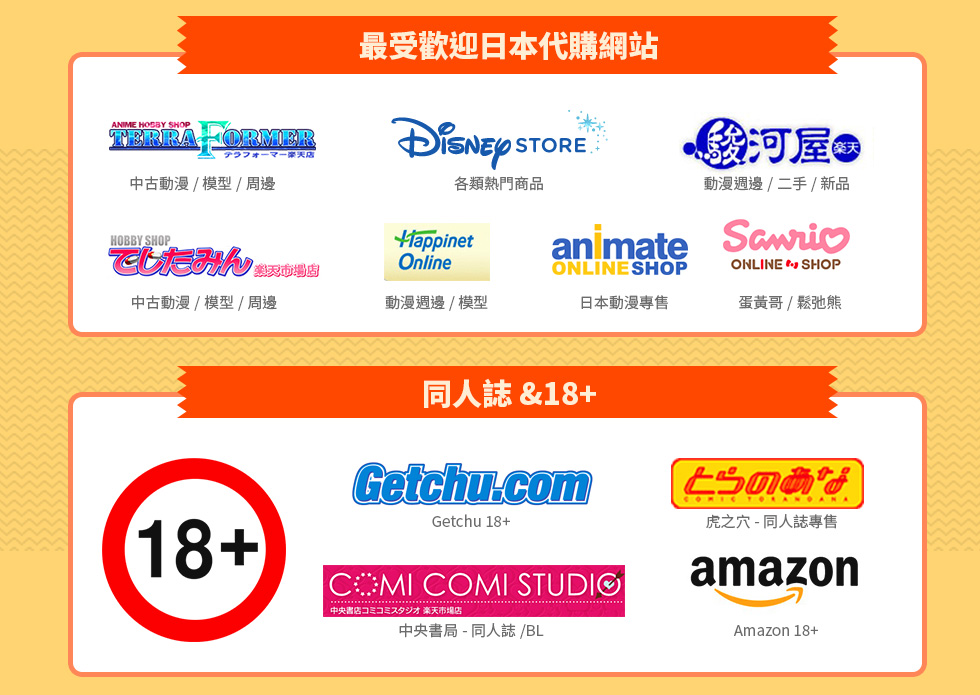 最受歡迎日本代購網站
ANIME HOBBY SHOP
TERRA FORMER
テラフォーマー楽天店
中古動漫 / 模型 / 周邊
Disney STORE
各類熱門商品
駿河屋 楽天
動漫週邊 / 二手 / 新品
HOBBY SHOP
でじたみん 楽天市場店
中古動漫 / 模型 / 周邊
Happinet
Online
動漫週邊 / 模型
animate
ONLINE SHOP
日本動漫專售
Sanrio
ONLINE SHOP
蛋黃哥 / 鬆弛熊
同人誌 &18+
18+
Getchu.com
Getchu 18+
とらのあな
COMIC TORANOANA
虎之穴 - 同人誌專售
COMI COMI STUDIO
中央書店コミコミスタジオ 楽天市場店
中央書局 - 同人誌 /BL
amazon
Amazon 18+